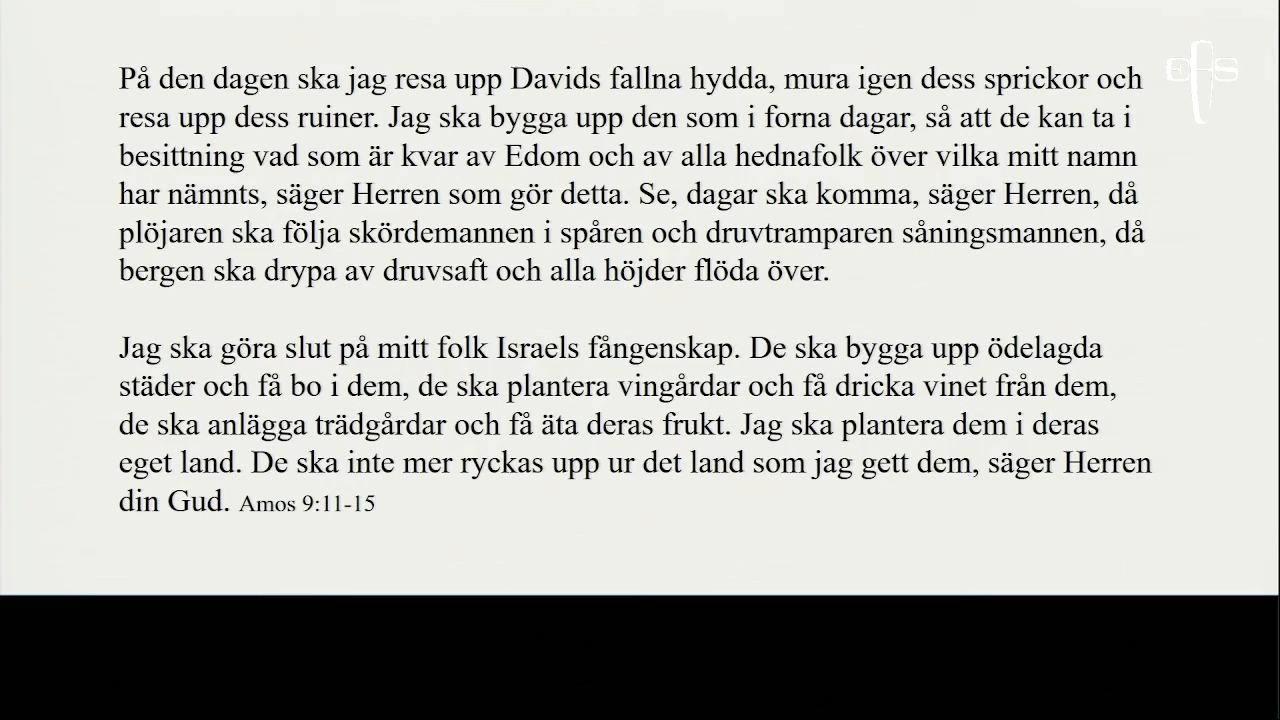 På den dagen ska jag resa upp Davids fallna hydda, mura igen dess sprickor och
resa upp dess ruiner. Jag ska bygga upp den som i forna dagar, så att de kan ta i
besittning vad som är kvar av Edom och av alla hednafolk över vilka mitt namn
har nämnts, säger Herren som gör detta. Se, dagar ska komma, säger Herren, då
plöjaren ska följa skördemannen i spåren och druvtramparen såningsmannen, då
bergen ska drypa av druvsaft och alla höjder flöda över.
Jag ska göra slut på mitt folk Israels fångenskap. De ska bygga upp ödelagda
städer och få bo i dem, de ska plantera vingårdar och få dricka vinet från dem,
de ska anlägga trädgårdar och få äta deras frukt. Jag ska plantera dem i deras
eget land. De ska inte mer ryckas upp ur det land som jag gett dem, säger Herren
din Gud. Amos 9:11-15
EFS